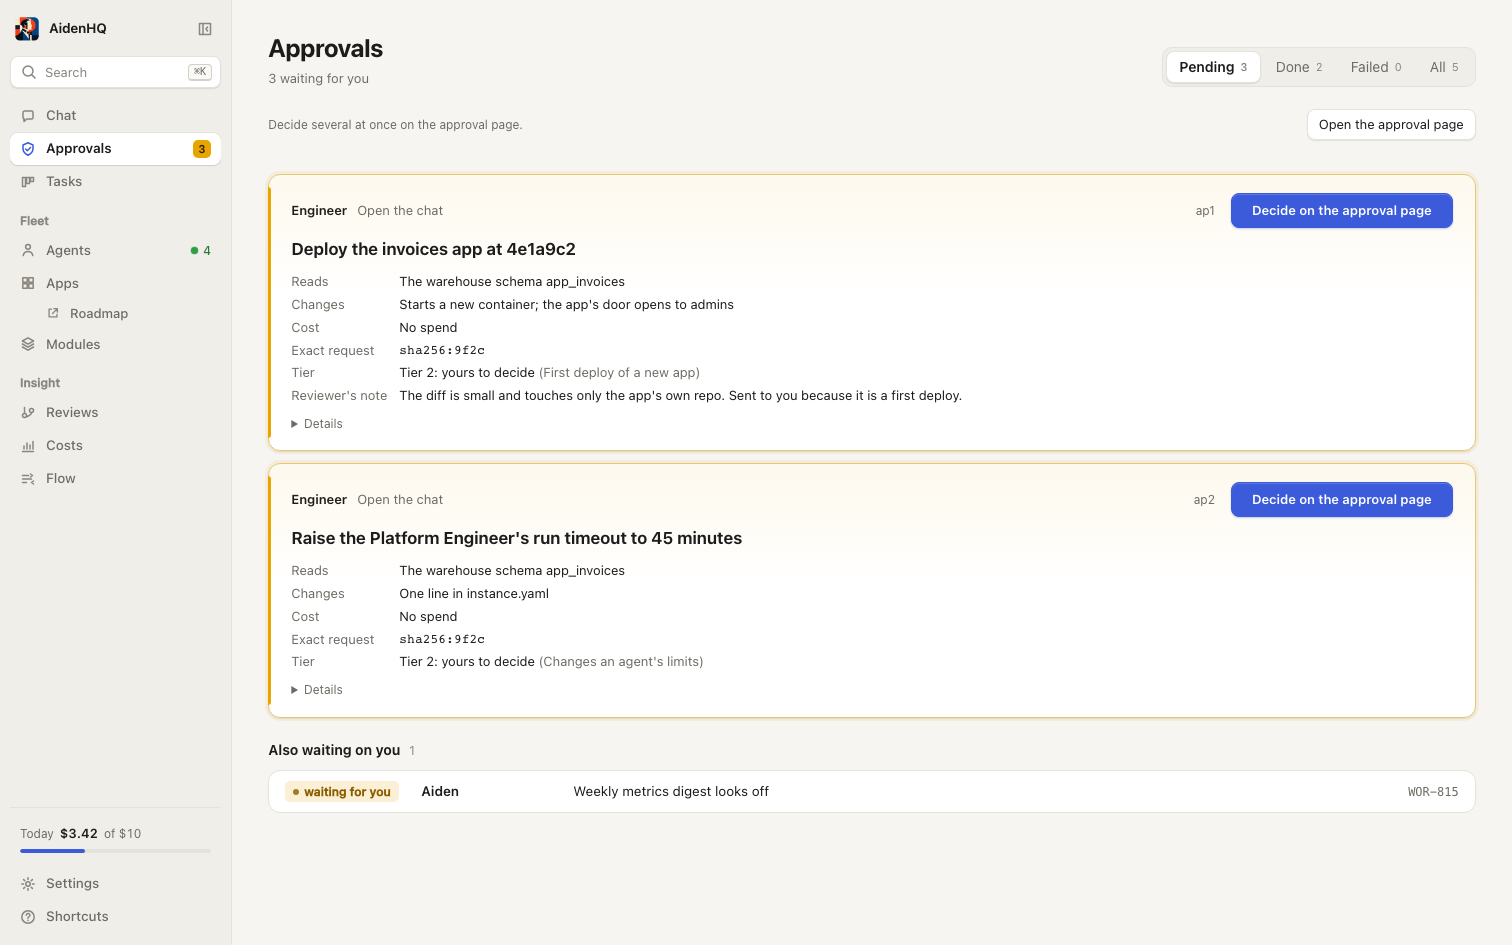 AidenHQ
Search ⌘K
Chat
Approvals 3
Tasks
Fleet
Agents 4
Apps
Roadmap
Modules
Insight
Reviews
Costs
Flow
Today $3.42 of $10
Settings
Shortcuts
Approvals
3 waiting for you
Pending 3 Done 2 Failed 0 All 5
Decide several at once on the approval page.
Open the approval page
Engineer Open the chat ap1 Decide on the approval page
Deploy the invoices app at 4e1a9c2
Reads The warehouse schema app_invoices
Changes Starts a new container; the app's door opens to admins
Cost No spend
Exact request sha256:9f2c
Tier Tier 2: yours to decide (First deploy of a new app)
Reviewer's note The diff is small and touches only the app's own repo. Sent to you because it is a first deploy.
Details
Engineer Open the chat ap2 Decide on the approval page
Raise the Platform Engineer's run timeout to 45 minutes
Reads The warehouse schema app_invoices
Changes One line in instance.yaml
Cost No spend
Exact request sha256:9f2c
Tier Tier 2: yours to decide (Changes an agent's limits)
Details
Also waiting on you 1
waiting for you Aiden Weekly metrics digest looks off WOR-815